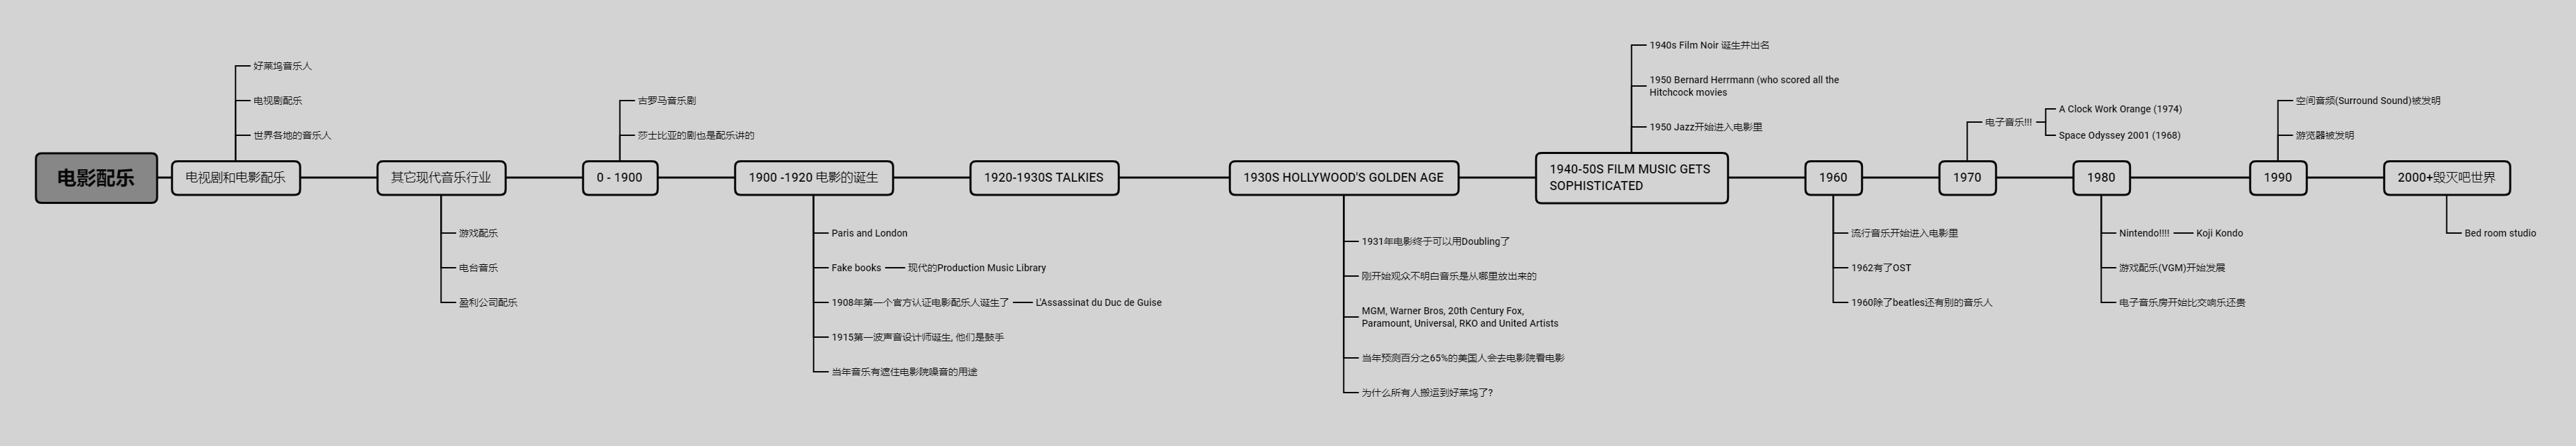 电影配乐
电视剧和电影配乐
好莱坞音乐人
电视剧配乐
世界各地的音乐人
其它现代音乐行业
游戏配乐
电台音乐
盈利公司配乐
0 - 1900
古罗马音乐剧
莎士比亚的剧也是配乐讲的
1900 -1920 电影的诞生
Paris and London
Fake books
现代的Production Music Library
1908年第一个官方认证电影配乐人诞生了
L'Assassinat du Duc de Guise
1915第一波声音设计师诞生, 他们是鼓手
当年音乐有遮住电影院噪音的用途
1920-1930S TALKIES
1930S HOLLYWOOD'S GOLDEN AGE
1931年电影终于可以用Doubling了
刚开始观众不明白音乐是从哪里放出来的
MGM, Warner Bros, 20th Century Fox,
Paramount, Universal, RKO and United Artists
当年预测百分之65%的美国人会去电影院看电影
为什么所有人搬运到好莱坞了?
1940-50S FILM MUSIC GETS
SOPHISTICATED
1940s Film Noir 诞生并出名
1950 Bernard Herrmann (who scored all the
Hitchcock movies
1950 Jazz开始进入电影里
1960
流行音乐开始进入电影里
1962有了OST
1960除了beatles还有别的音乐人
1970
电子音乐!!!
A Clock Work Orange (1974)
Space Odyssey 2001 (1968)
1980
Nintendo!!!!
Koji Kondo
游戏配乐(VGM)开始发展
电子音乐房开始比交响乐还贵
1990
空间音频(Surround Sound)被发明
游览器被发明
2000+毁灭吧世界
Bed room studio